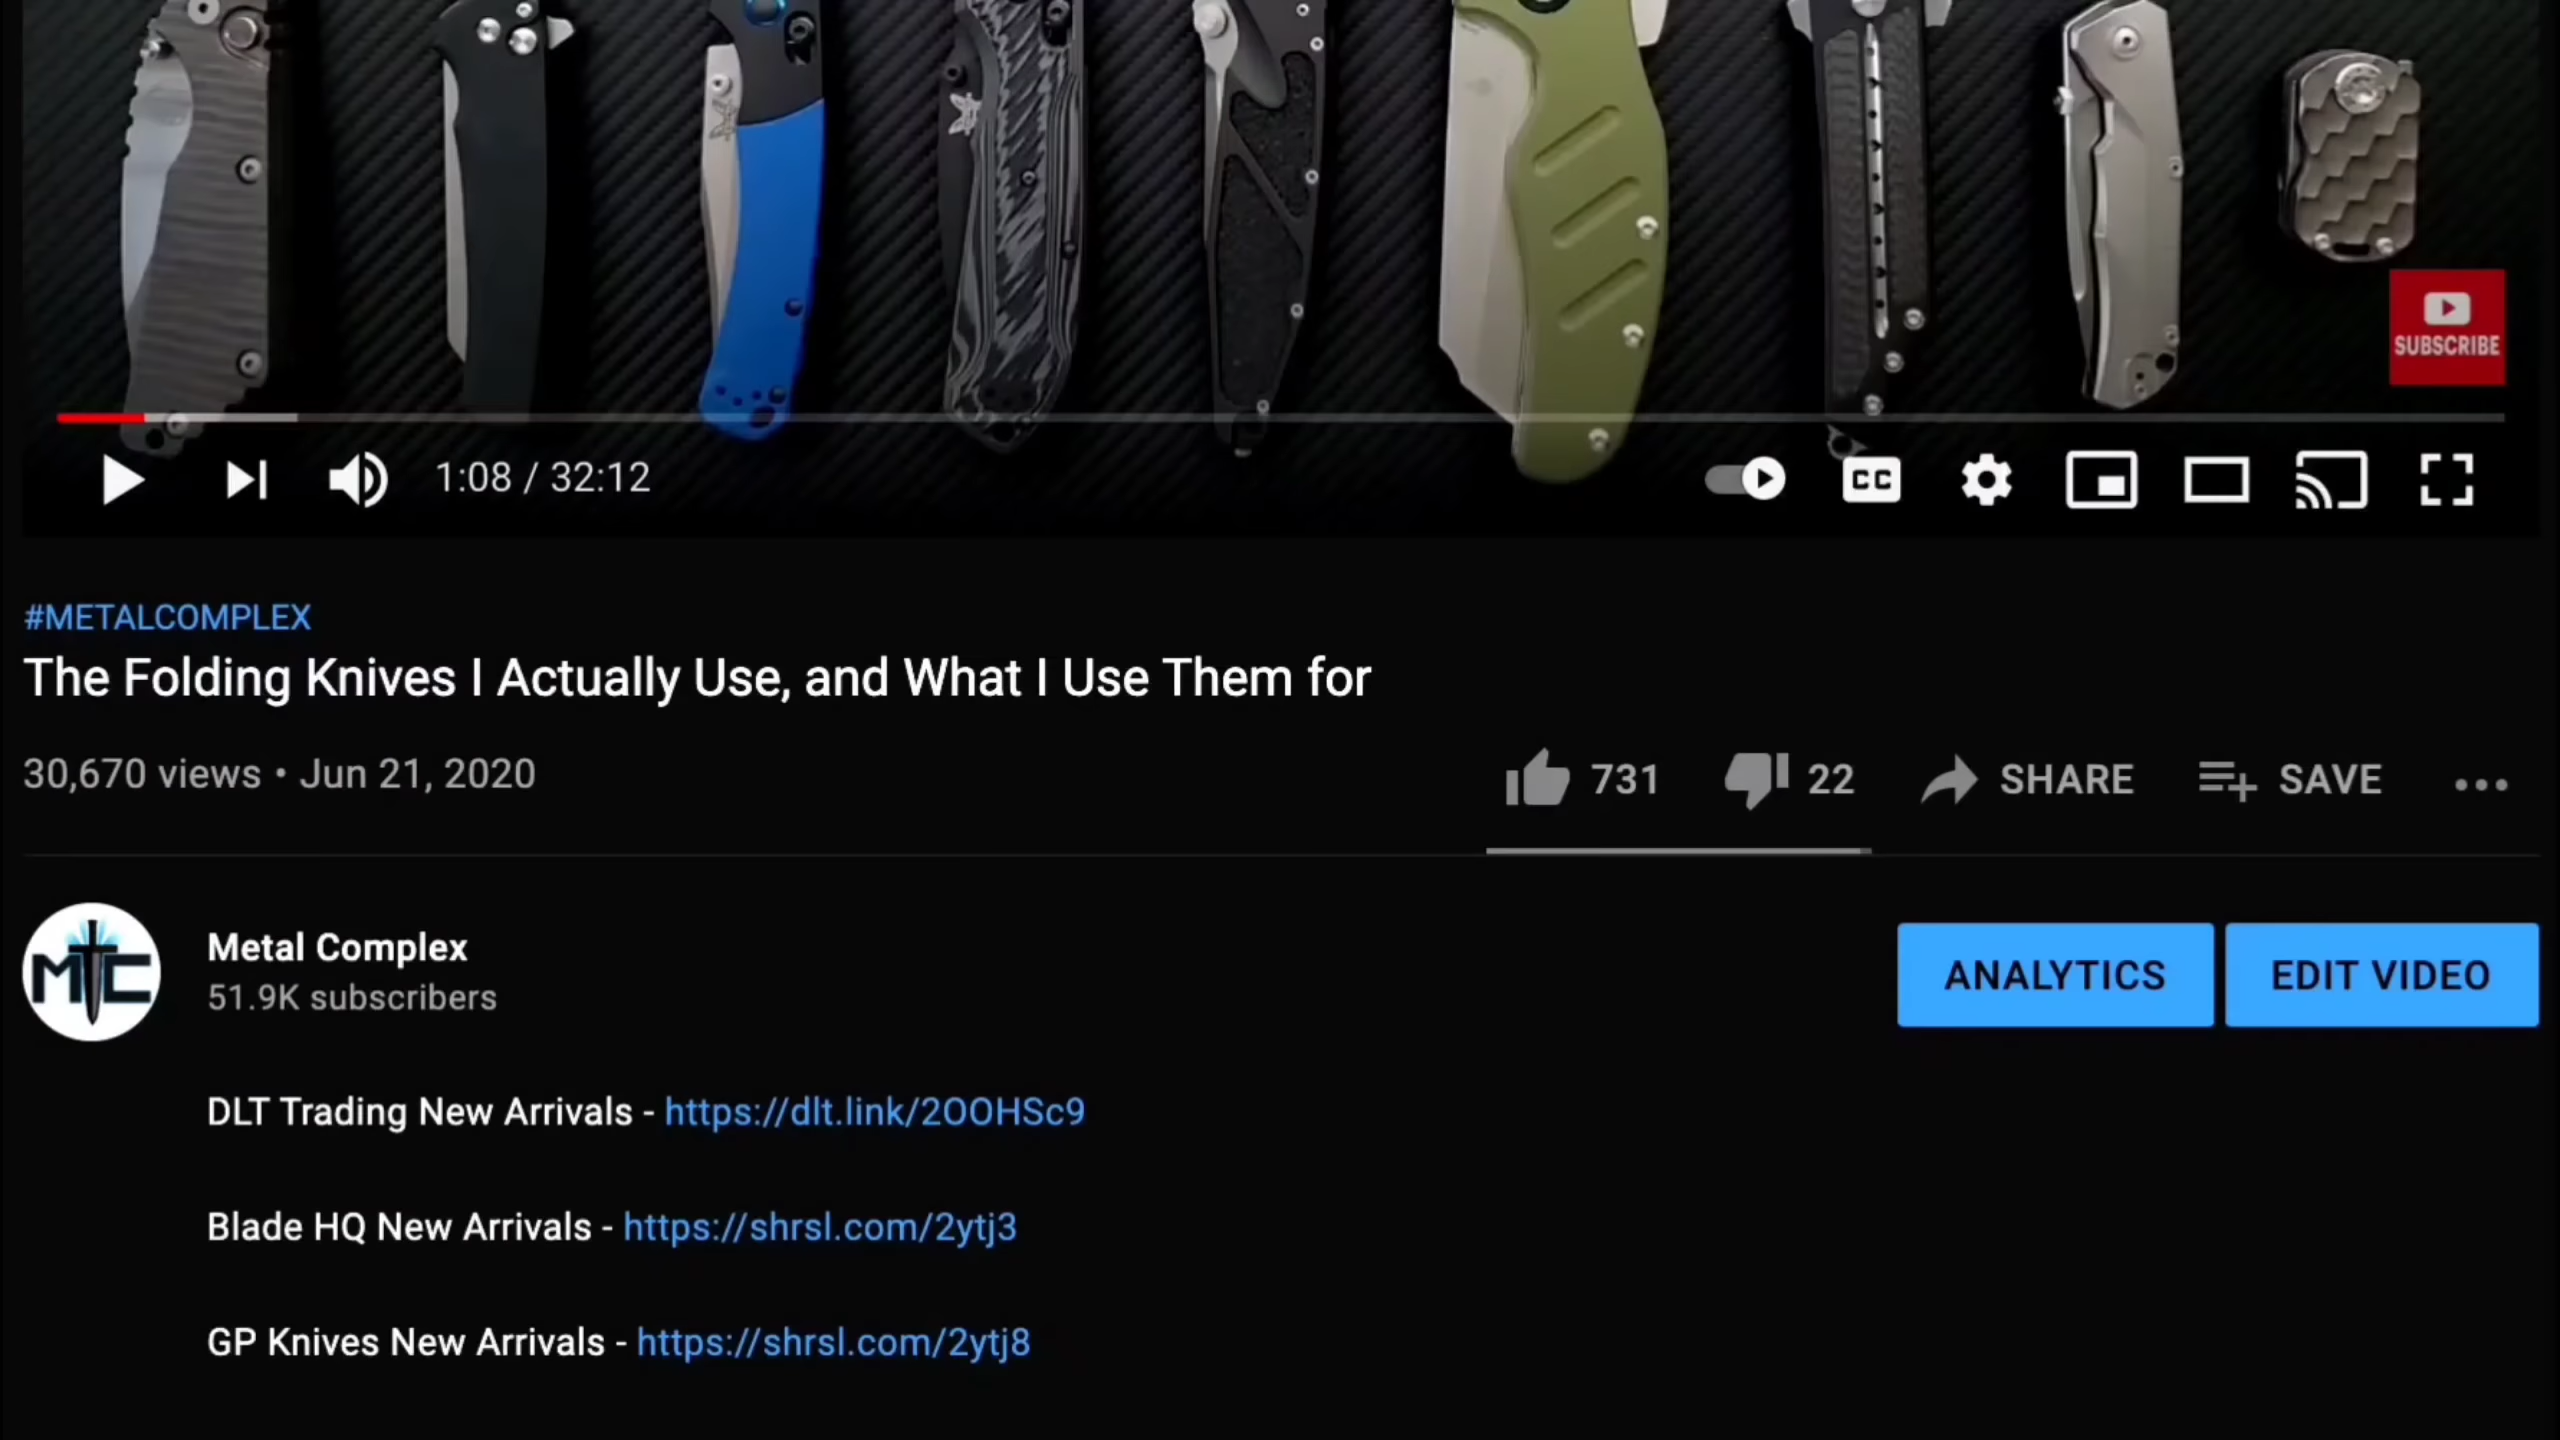 SUBSCRIBE
1:08 / 32:12
CC
#METALCOMPLEX
The Folding Knives I Actually Use, and What I Use Them for
30,670 views • Jun 21, 2020
731 22 SHARE SAVE
MTC
Metal Complex
51.9K subscribers
ANALYTICS EDIT VIDEO
DLT Trading New Arrivals - https://dlt.link/2OOHSc9
Blade HQ New Arrivals - https://shrsl.com/2ytj3
GP Knives New Arrivals - https://shrsl.com/2ytj8